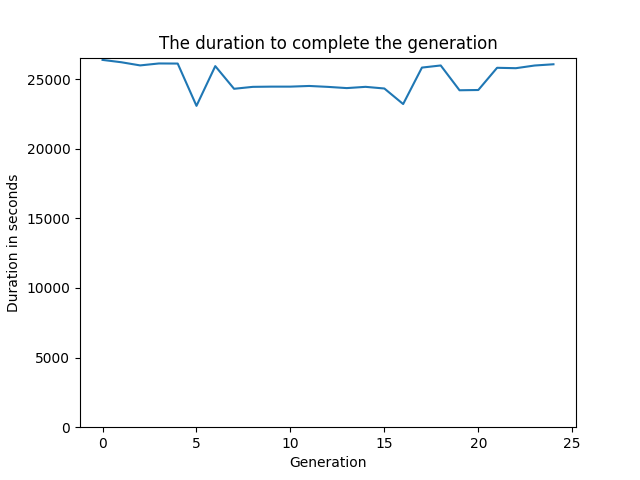 The duration to complete the generation
25000
20000
15000
10000
5000
0
Duration in seconds
0 5 10 15 20 25
Generation